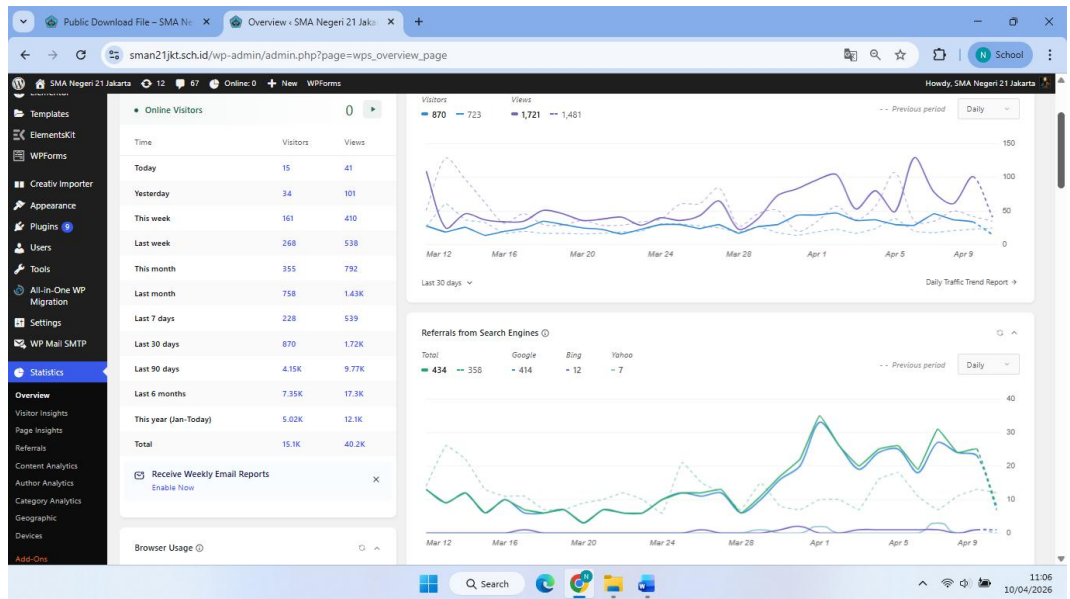 Public Download File – SMA Ne
Overview ‹ SMA Negeri 21 Jaka
sman21jkt.sch.id/wp-admin/admin.php?page=wps_overview_page
N School
SMA Negeri 21 Jakarta 12 67 Online: 0 + New WPForms
Howdy, SMA Negeri 21 Jakarta
Elementor
Templates
ElementsKit
WPForms
Creativ Importer
Appearance
Plugins 9
Users
Tools
All-in-One WP
Migration
Settings
WP Mail SMTP
Statistics
Overview
Visitor Insights
Page Insights
Referrals
Content Analytics
Author Analytics
Category Analytics
Geographic
Devices
Add-Ons
Online Visitors 0
Time Visitors Views
Today 15 41
Yesterday 34 101
This week 161 410
Last week 268 538
This month 355 792
Last month 758 1.43K
Last 7 days 228 539
Last 30 days 870 1.72K
Last 90 days 4.15K 9.77K
Last 6 months 7.35K 17.3K
This year (Jan-Today) 5.02K 12.1K
Total 15.1K 40.2K
Receive Weekly Email Reports
Enable Now
Browser Usage
Visitors Views
870 723 1,721 1,481
-- Previous period Daily
150
100
50
0
Mar 12 Mar 16 Mar 20 Mar 24 Mar 28 Apr 1 Apr 5 Apr 9
Last 30 days
Daily Traffic Trend Report →
Referrals from Search Engines
Total Google Bing Yahoo
434 358 414 12 7
-- Previous period Daily
40
30
20
10
0
Mar 12 Mar 16 Mar 20 Mar 24 Mar 28 Apr 1 Apr 5 Apr 9
Search
11:06
10/04/2026